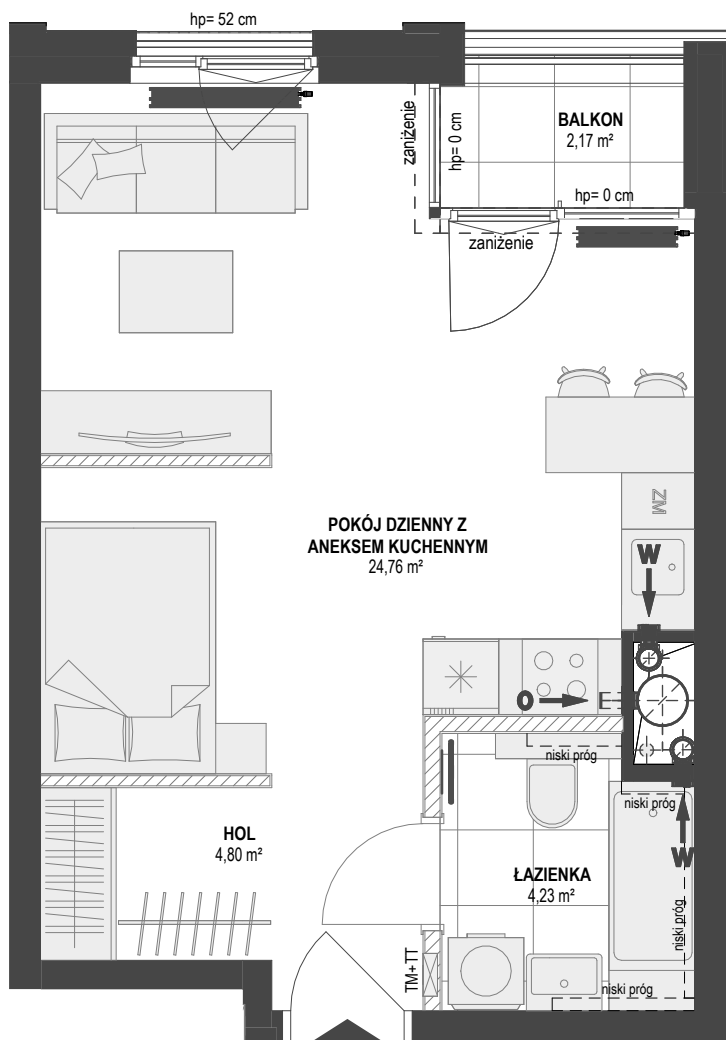 hp= 52 cm
zaniżenie
hp= 0 cm
BALKON
2,17 m²
hp= 0 cm
zaniżenie
ZM
POKÓJ DZIENNY Z
ANEKSEM KUCHENNYM
24,76 m²
W
O
niski próg
niski próg
HOL
4,80 m²
W
ŁAZIENKA
4,23 m²
niski próg
TM+TT
niski próg